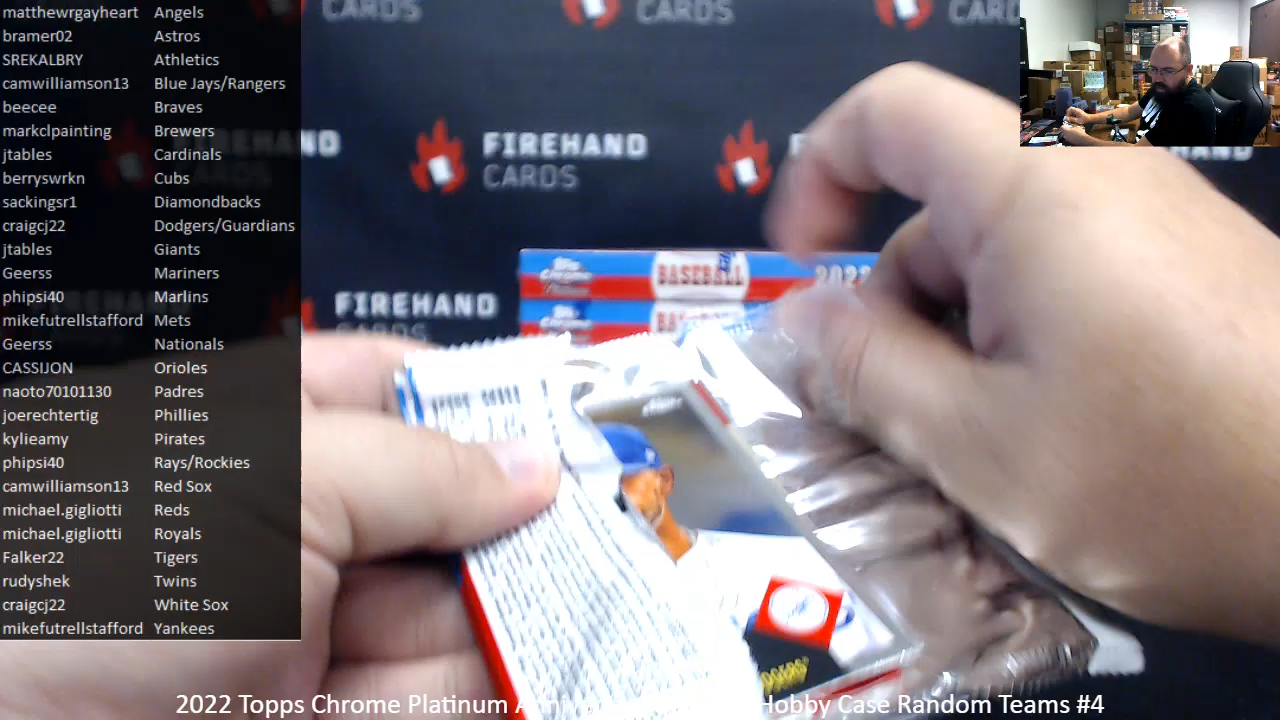 matthewrgayheart Angels
bramer02 Astros
SREKALBRY Athletics
camwilliamson13 Blue Jays/Rangers
beecee Braves
markclpainting Brewers
jtables Cardinals
berryswrkn Cubs
sackingsr1 Diamondbacks
craigcj22 Dodgers/Guardians
jtables Giants
Geerss Mariners
phipsi40 Marlins
mikefutrellstafford Mets
Geerss Nationals
CASSIJON Orioles
naoto70101130 Padres
joerechtertig Phillies
kylieamy Pirates
phipsi40 Rays/Rockies
camwilliamson13 Red Sox
michael.gigliotti Reds
michael.gigliotti Royals
Falker22 Tigers
rudyshek Twins
craigcj22 White Sox
mikefutrellstafford Yankees
CARDS
CARDS
FIREHAND
CARDS
FIREHAND
CARDS
Topps Chrome BASEBALL 2022
2022 Topps Chrome Platinum Hobby Case Random Teams #4